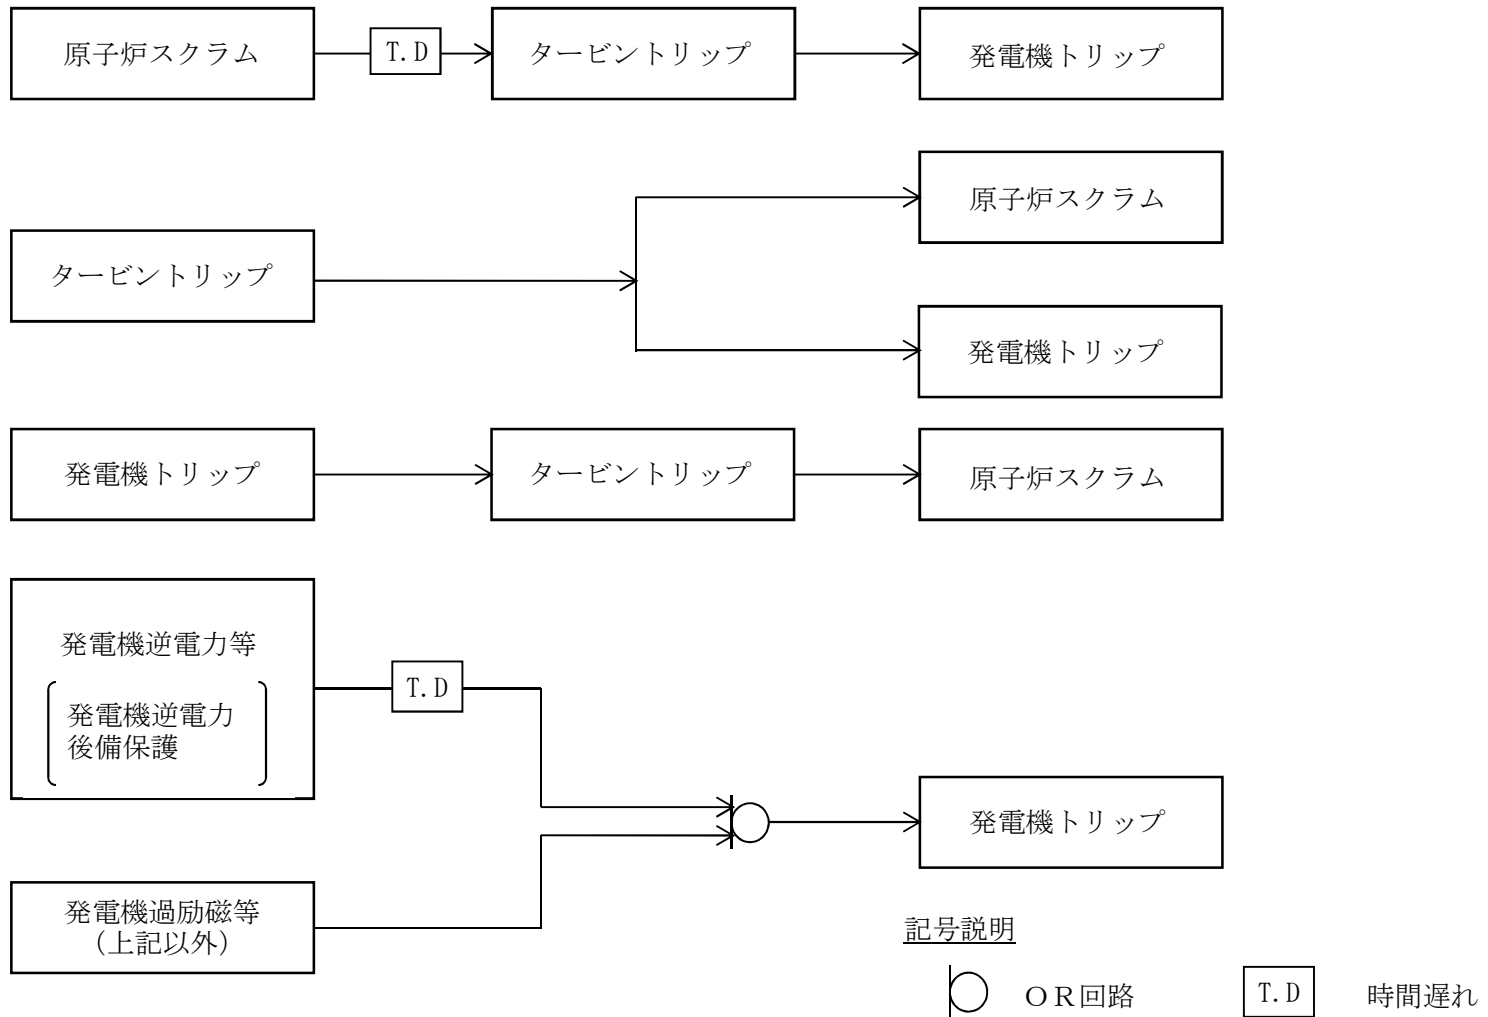 原子炉スクラム
T.D
タービントリップ
発電機トリップ
原子炉スクラム
タービントリップ
発電機トリップ
発電機トリップ
タービントリップ
原子炉スクラム
発電機逆電力等
発電機逆電力
後備保護
T.D
発電機トリップ
発電機過励磁等
（上記以外）
記号説明
ＯＲ回路
T.D
時間遅れ